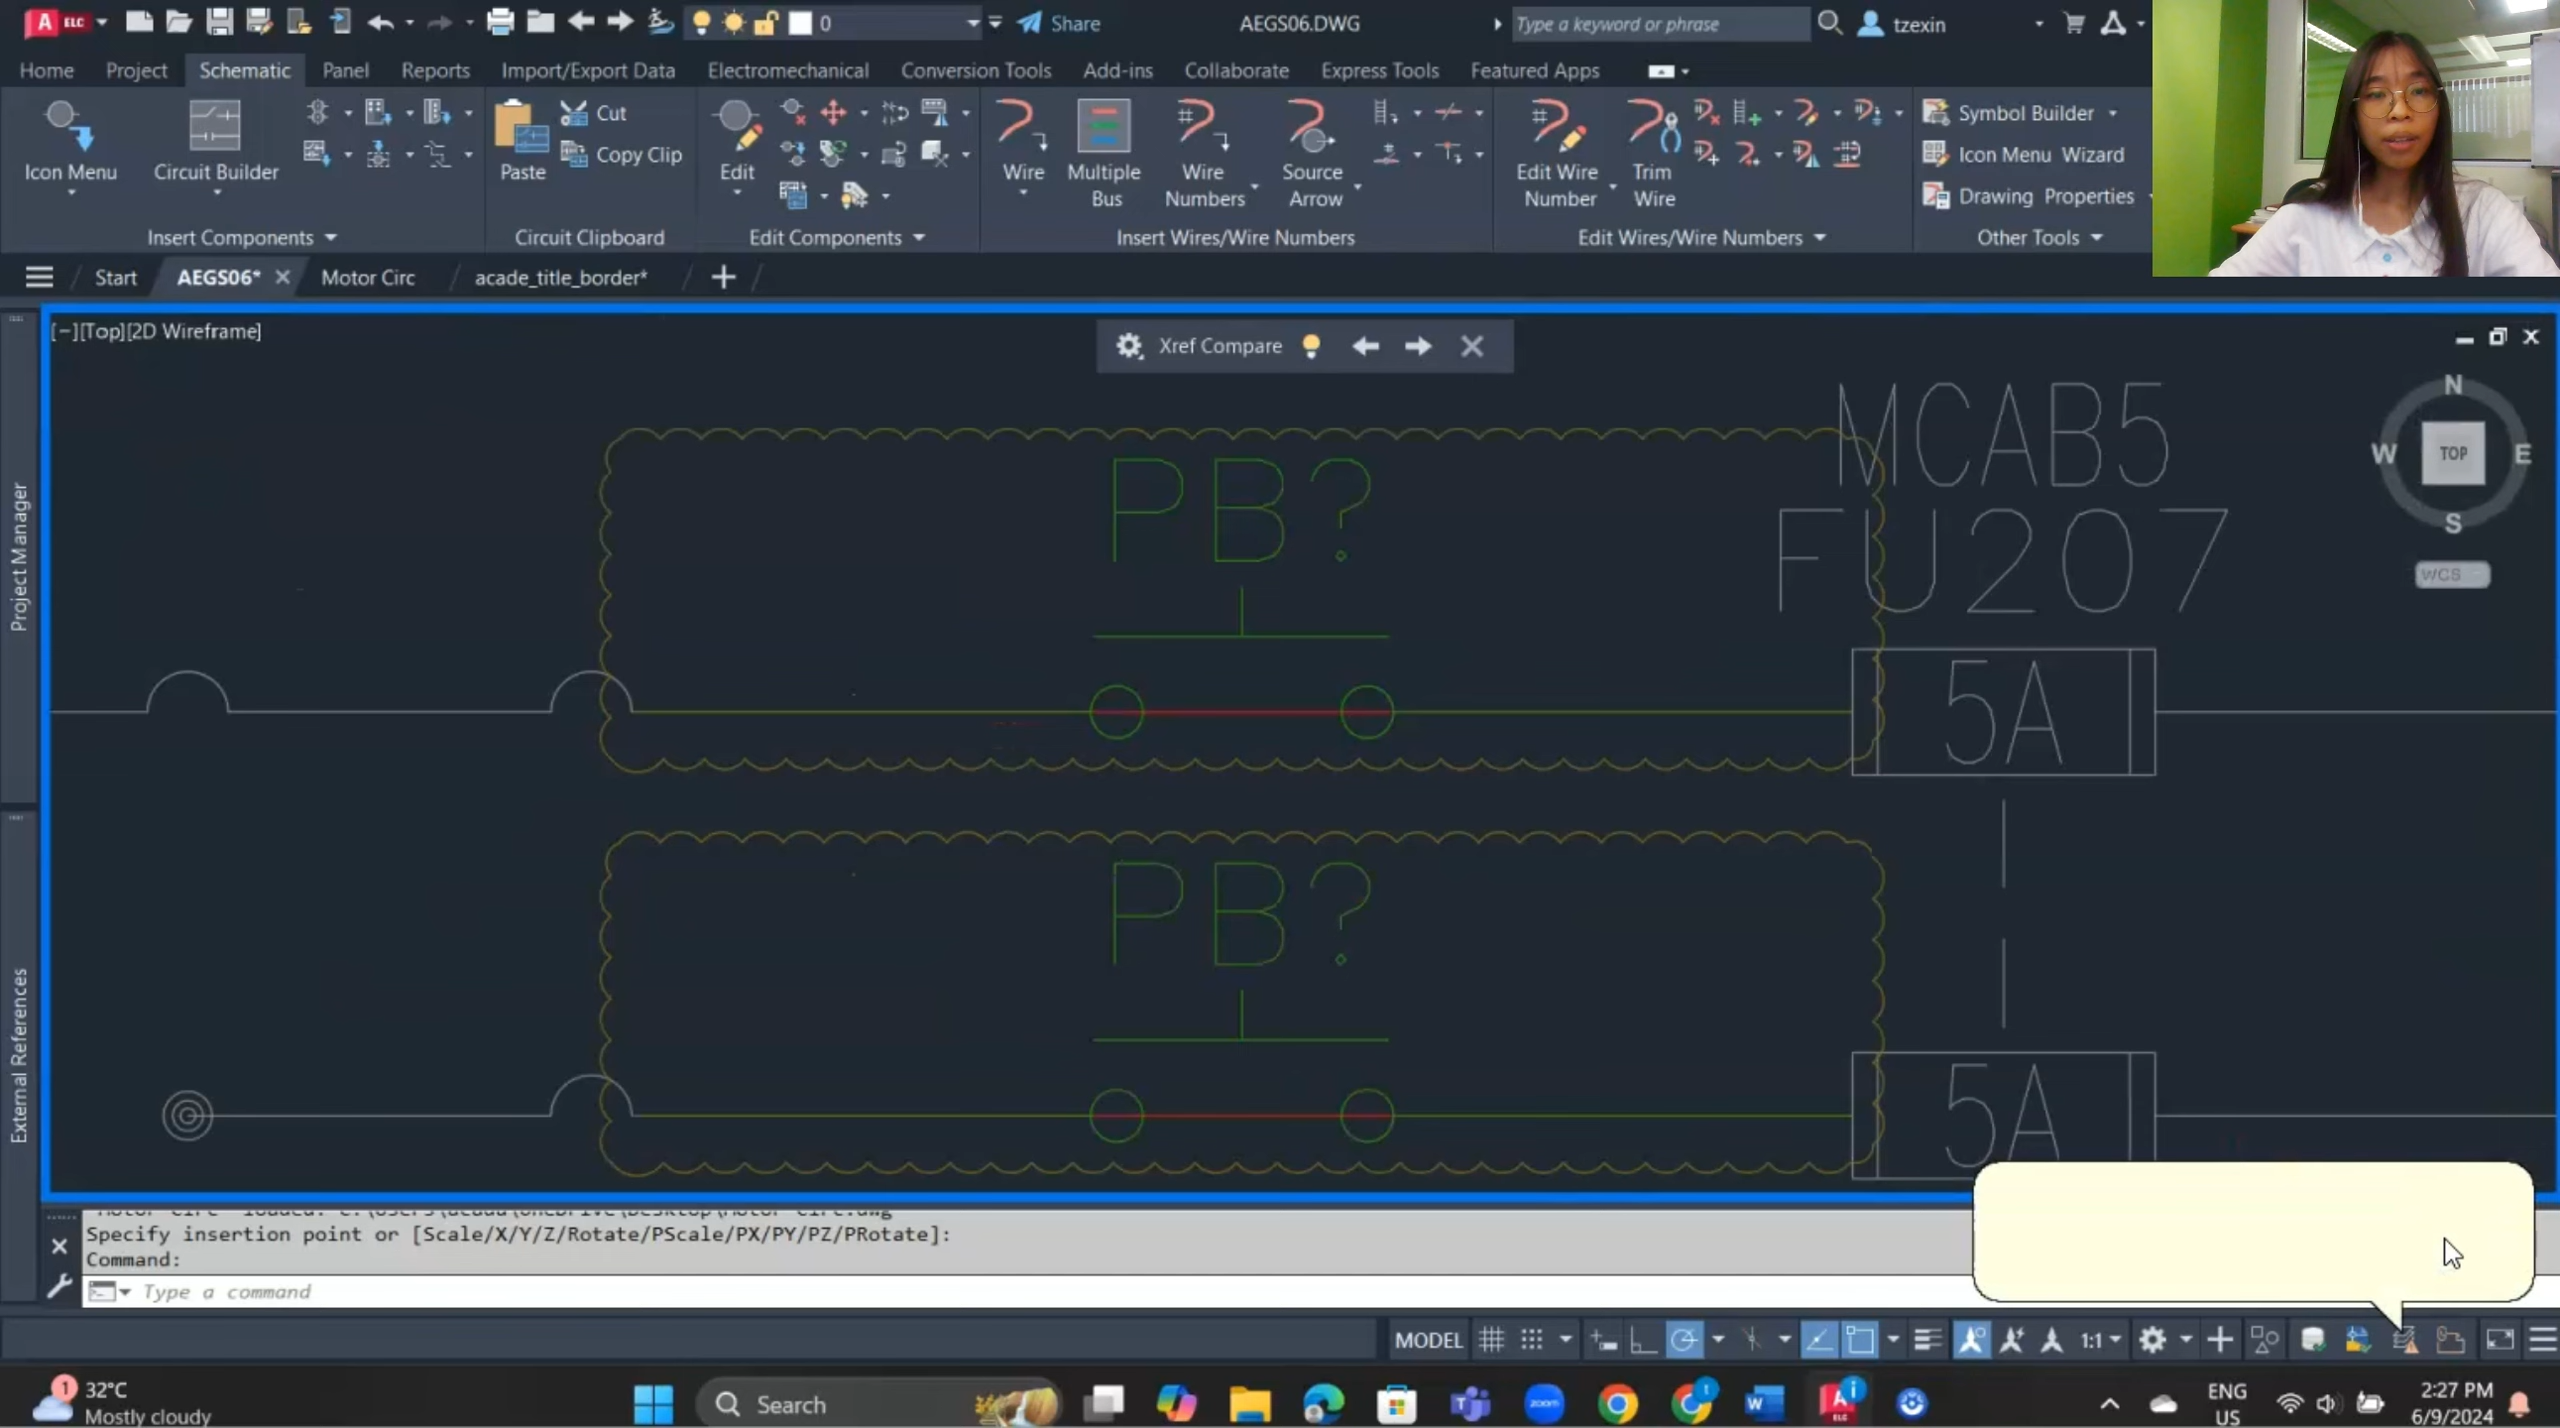 A ELC
0
Share
AEGS06.DWG
Type a keyword or phrase
tzexin
Home Project Schematic Panel Reports Import/Export Data Electromechanical Conversion Tools Add-ins Collaborate Express Tools Featured Apps
Icon Menu
Circuit Builder
Insert Components
Paste
Cut
Copy Clip
Circuit Clipboard
Edit
Edit Components
Wire
Multiple Bus
Wire Numbers
Source Arrow
Insert Wires/Wire Numbers
Edit Wire Number
Trim Wire
Edit Wires/Wire Numbers
Symbol Builder
Icon Menu Wizard
Drawing Properties
Other Tools
Start AEGS06* Motor Circ acade_title_border*
[−][Top][2D Wireframe]
Xref Compare
Project Manager
External References
N
W TOP E
S
WCS
MCAB5
FU207
PB?
5A
PB?
5A
Specify insertion point or [Scale/X/Y/Z/Rotate/PScale/PX/PY/PZ/PRotate]:
Command:
Type a command
MODEL
1:1
1
32°C
Mostly cloudy
Search
zoom
ENG
US
2:27 PM
6/9/2024